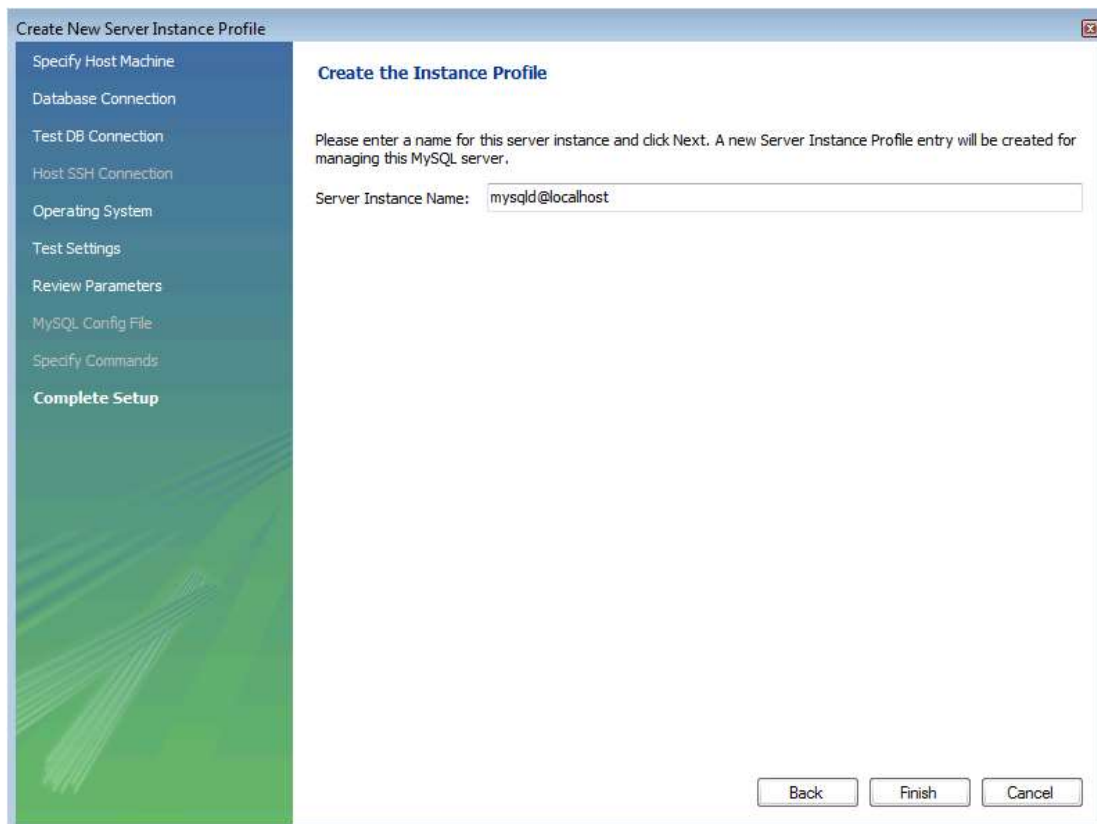 Create New Server Instance Profile
Specify Host Machine
Database Connection
Test DB Connection
Host SSH Connection
Operating System
Test Settings
Review Parameters
MySQL Config File
Specify Commands
Complete Setup
Create the Instance Profile
Please enter a name for this server instance and click Next. A new Server Instance Profile entry will be created for
managing this MySQL server.
Server Instance Name: mysqld@localhost
Back Finish Cancel